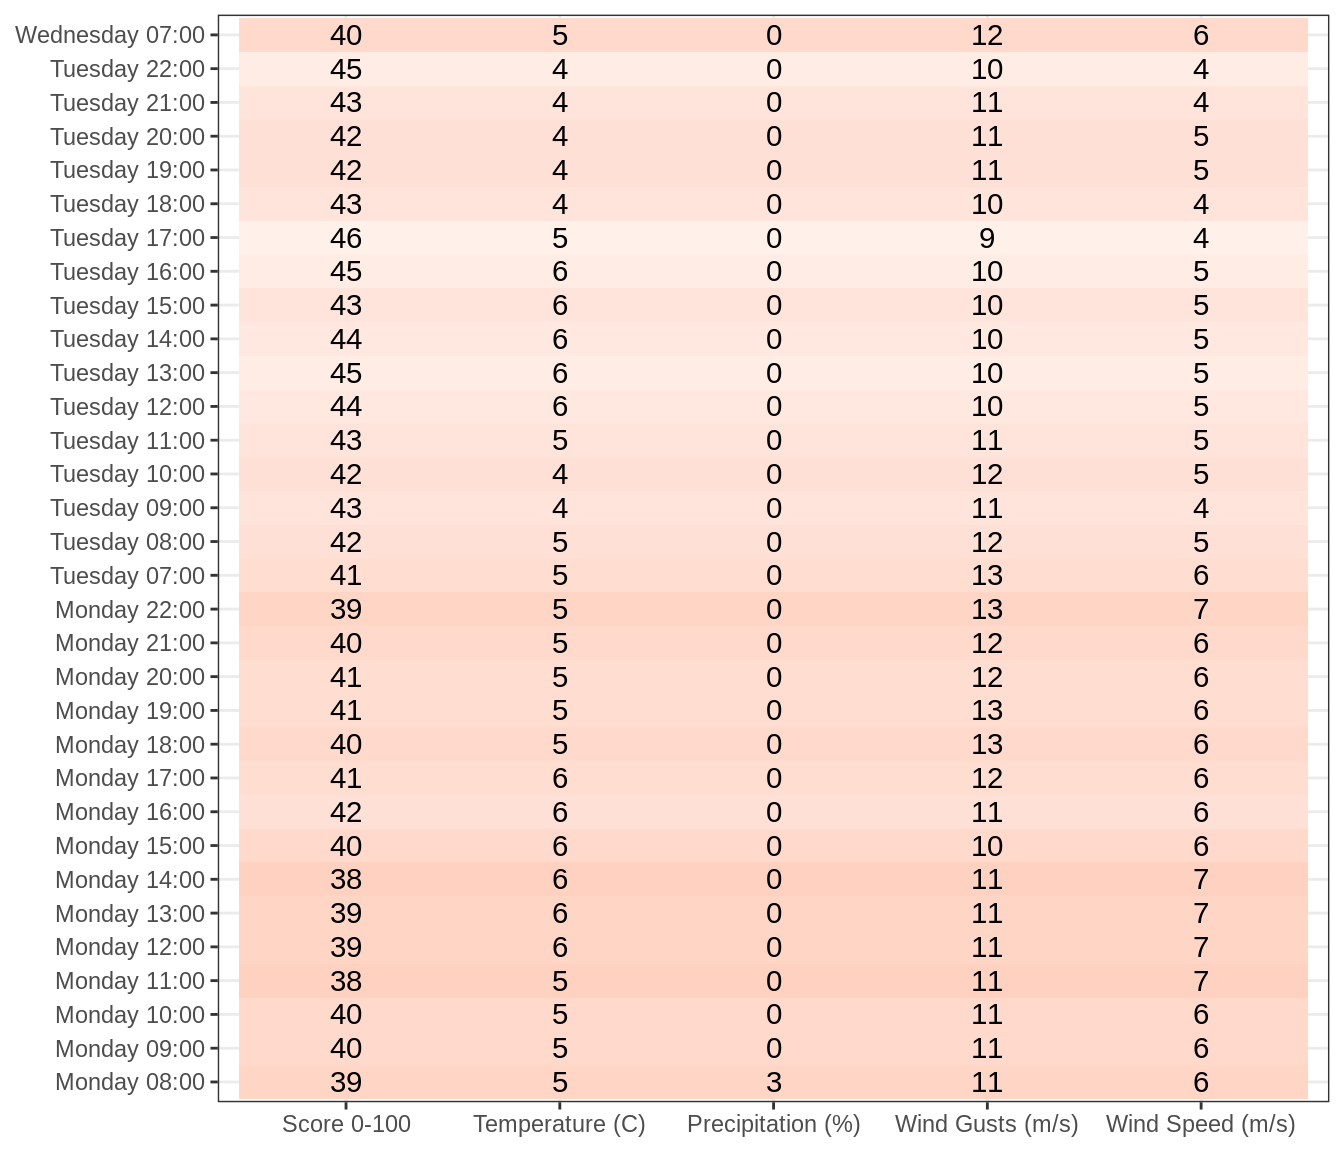 Wednesday 07:00 40 5 0 12 6
Tuesday 22:00 45 4 0 10 4
Tuesday 21:00 43 4 0 11 4
Tuesday 20:00 42 4 0 11 5
Tuesday 19:00 42 4 0 11 5
Tuesday 18:00 43 4 0 10 4
Tuesday 17:00 46 5 0 9 4
Tuesday 16:00 45 6 0 10 5
Tuesday 15:00 43 6 0 10 5
Tuesday 14:00 44 6 0 10 5
Tuesday 13:00 45 6 0 10 5
Tuesday 12:00 44 6 0 10 5
Tuesday 11:00 43 5 0 11 5
Tuesday 10:00 42 4 0 12 5
Tuesday 09:00 43 4 0 11 4
Tuesday 08:00 42 5 0 12 5
Tuesday 07:00 41 5 0 13 6
Monday 22:00 39 5 0 13 7
Monday 21:00 40 5 0 12 6
Monday 20:00 41 5 0 12 6
Monday 19:00 41 5 0 13 6
Monday 18:00 40 5 0 13 6
Monday 17:00 41 6 0 12 6
Monday 16:00 42 6 0 11 6
Monday 15:00 40 6 0 10 6
Monday 14:00 38 6 0 11 7
Monday 13:00 39 6 0 11 7
Monday 12:00 39 6 0 11 7
Monday 11:00 38 5 0 11 7
Monday 10:00 40 5 0 11 6
Monday 09:00 40 5 0 11 6
Monday 08:00 39 5 3 11 6
Score 0-100 Temperature (C) Precipitation (%) Wind Gusts (m/s) Wind Speed (m/s)